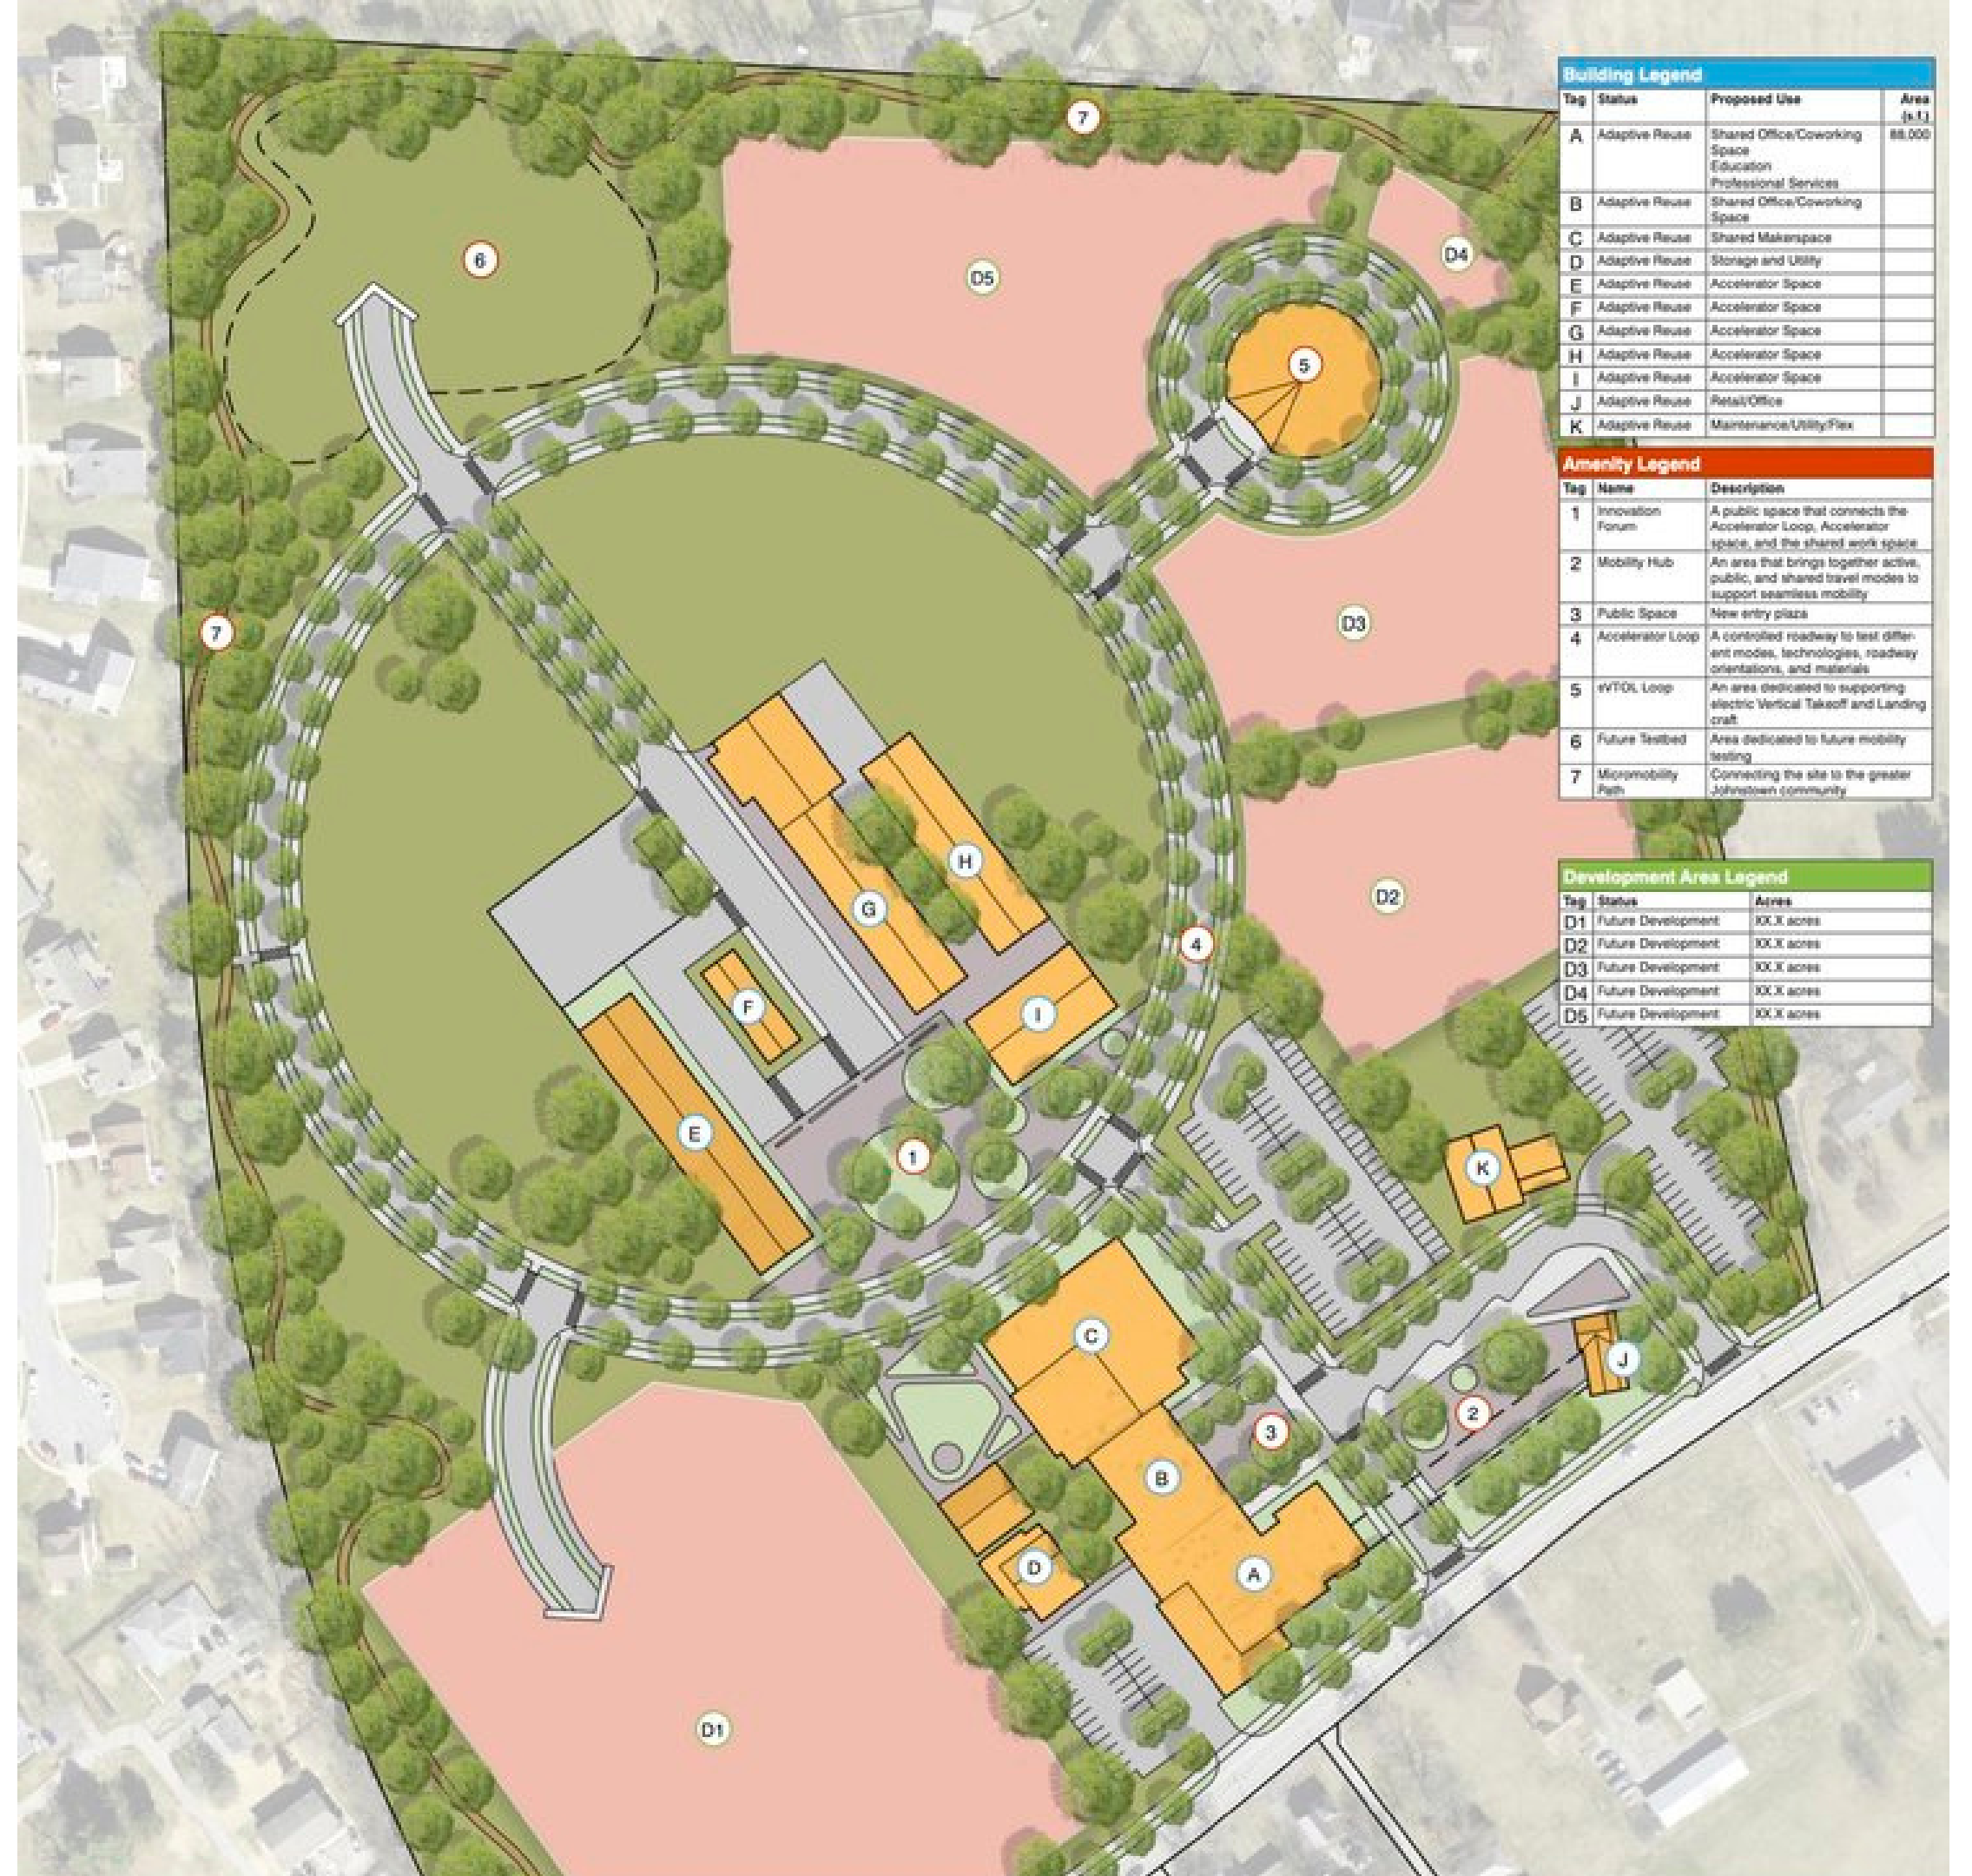 Building Legend
Tag Status Proposed Use Area
(s.f.)
A Adaptive Reuse Shared Office/Coworking 88,000
Space
Education
Professional Services
B Adaptive Reuse Shared Office/Coworking
Space
C Adaptive Reuse Shared Makerspace
D Adaptive Reuse Storage and Utility
E Adaptive Reuse Accelerator Space
F Adaptive Reuse Accelerator Space
G Adaptive Reuse Accelerator Space
H Adaptive Reuse Accelerator Space
I Adaptive Reuse Accelerator Space
J Adaptive Reuse Retail/Office
K Adaptive Reuse Maintenance/Utility/Flex
Amenity Legend
Tag Name Description
1 Innovation A public space that connects the
Forum Accelerator Loop, Accelerator
space, and the shared work space
2 Mobility Hub An area that brings together active,
public, and shared travel modes to
support seamless mobility
3 Public Space New entry plaza
4 Accelerator Loop A controlled roadway to test differ-
ent modes, technologies, roadway
orientations, and materials
5 eVTOL Loop An area dedicated to supporting
electric Vertical Takeoff and Landing
craft
6 Future Testbed Area dedicated to future mobility
testing
7 Micromobility Connecting the site to the greater
Path Johnstown community
Development Area Legend
Tag Status Acres
D1 Future Development XX.X acres
D2 Future Development XX.X acres
D3 Future Development XX.X acres
D4 Future Development XX.X acres
D5 Future Development XX.X acres
7
6
D5
D4
5
7
D3
H
G
D2
4
F
I
E
1
K
C
J
2
3
B
D
A
D1